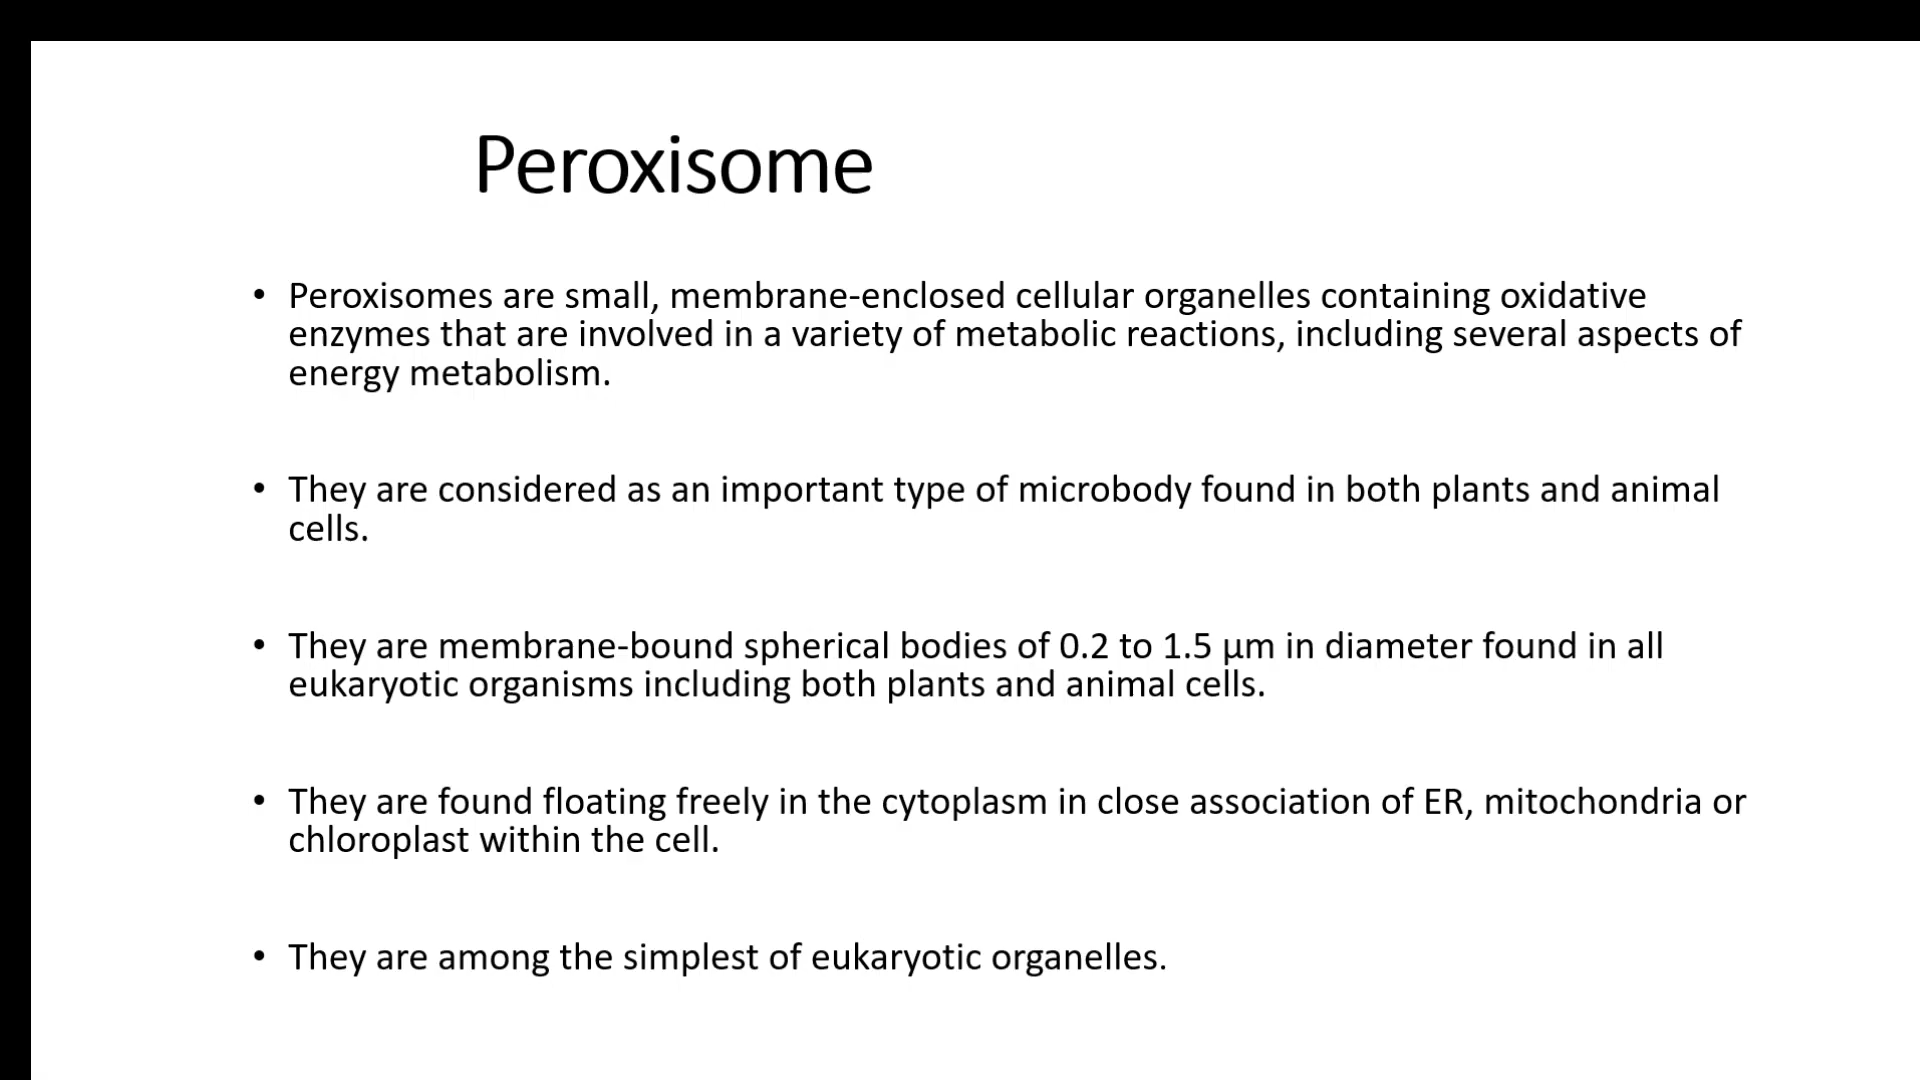 Peroxisome
• Peroxisomes are small, membrane-enclosed cellular organelles containing oxidative
enzymes that are involved in a variety of metabolic reactions, including several aspects of
energy metabolism.
• They are considered as an important type of microbody found in both plants and animal
cells.
• They are membrane-bound spherical bodies of 0.2 to 1.5 μm in diameter found in all
eukaryotic organisms including both plants and animal cells.
• They are found floating freely in the cytoplasm in close association of ER, mitochondria or
chloroplast within the cell.
• They are among the simplest of eukaryotic organelles.